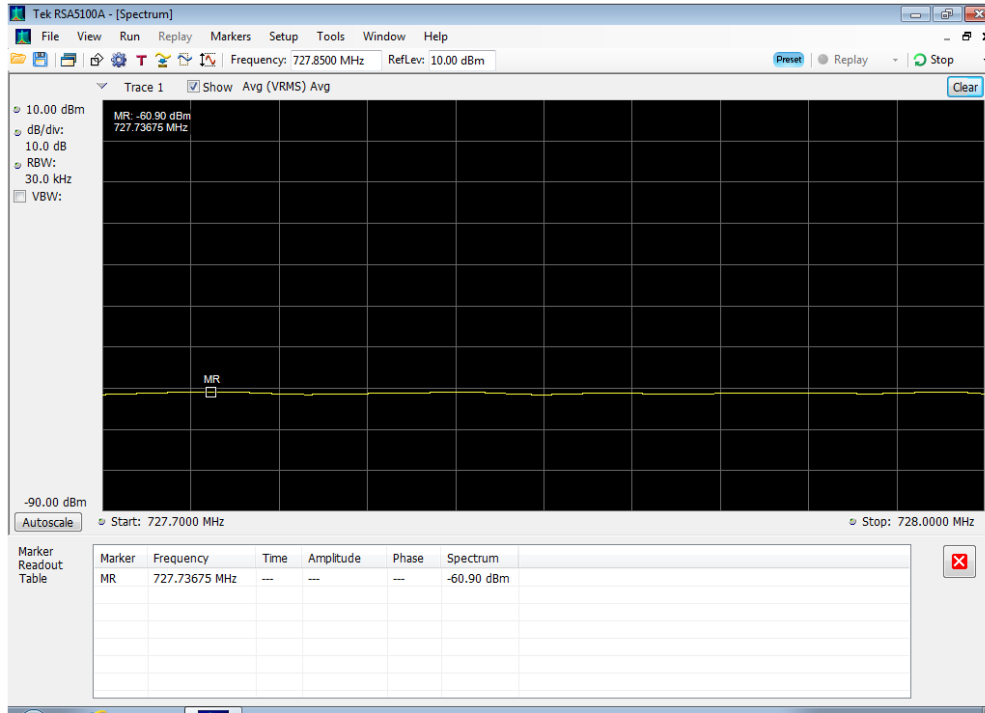 Tek RSA5100A - [Spectrum]
File View Run Replay Markers Setup Tools Window Help
T Frequency: 727.8500 MHz RefLev: 10.00 dBm Preset Replay Stop
Trace 1 Show Avg (VRMS) Avg Clear
10.00 dBm
dB/div:
10.0 dB
RBW:
30.0 kHz
VBW:
MR: -60.90 dBm
727.73675 MHz
MR
-90.00 dBm
Autoscale Start: 727.7000 MHz Stop: 728.0000 MHz
Marker
Readout
Table
Marker Frequency Time Amplitude Phase Spectrum
MR 727.73675 MHz --- --- --- -60.90 dBm